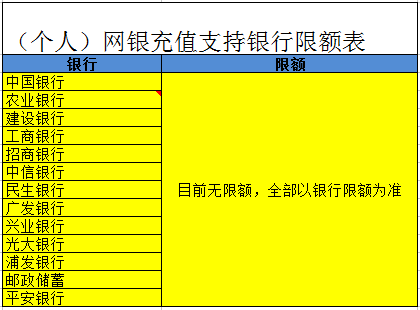 （个人）网银充值支持银行限额表
银行 限额
中国银行
农业银行
建设银行
工商银行
招商银行
中信银行
民生银行 目前无限额，全部以银行限额为准
广发银行
兴业银行
光大银行
浦发银行
邮政储蓄
平安银行